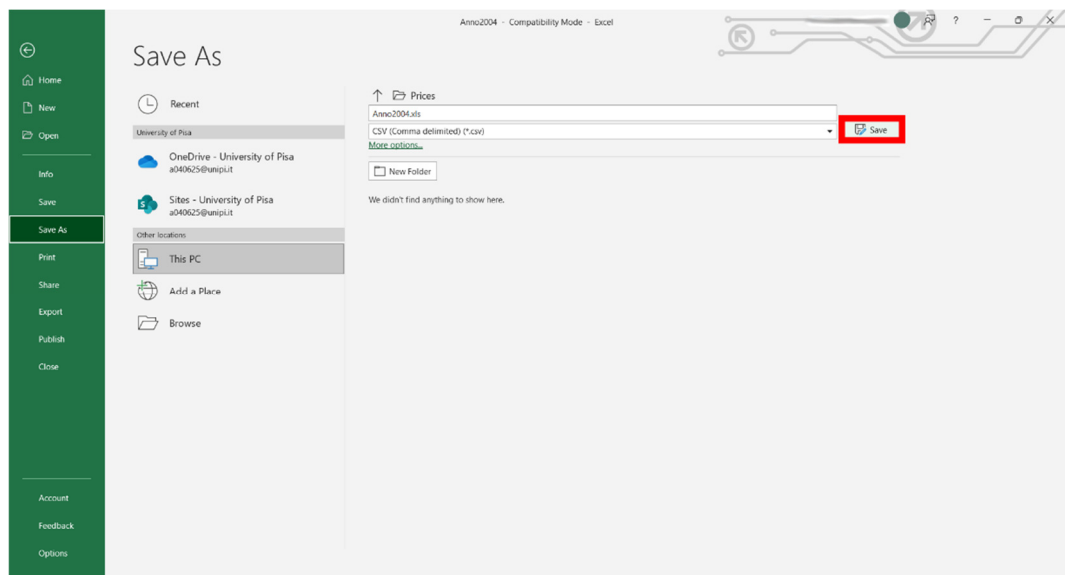 Anno2004 - Compatibility Mode - Excel
?
Save As
Home
New
Open
Info
Save
Save As
Print
Share
Export
Publish
Close
Account
Feedback
Options
Recent
University of Pisa
OneDrive - University of Pisa
a040625@unipi.it
Sites - University of Pisa
a040625@unipi.it
Other locations
This PC
Add a Place
Browse
Prices
Anno2004.xls
CSV (Comma delimited) (*.csv)
Save
More options...
New Folder
We didn't find anything to show here.